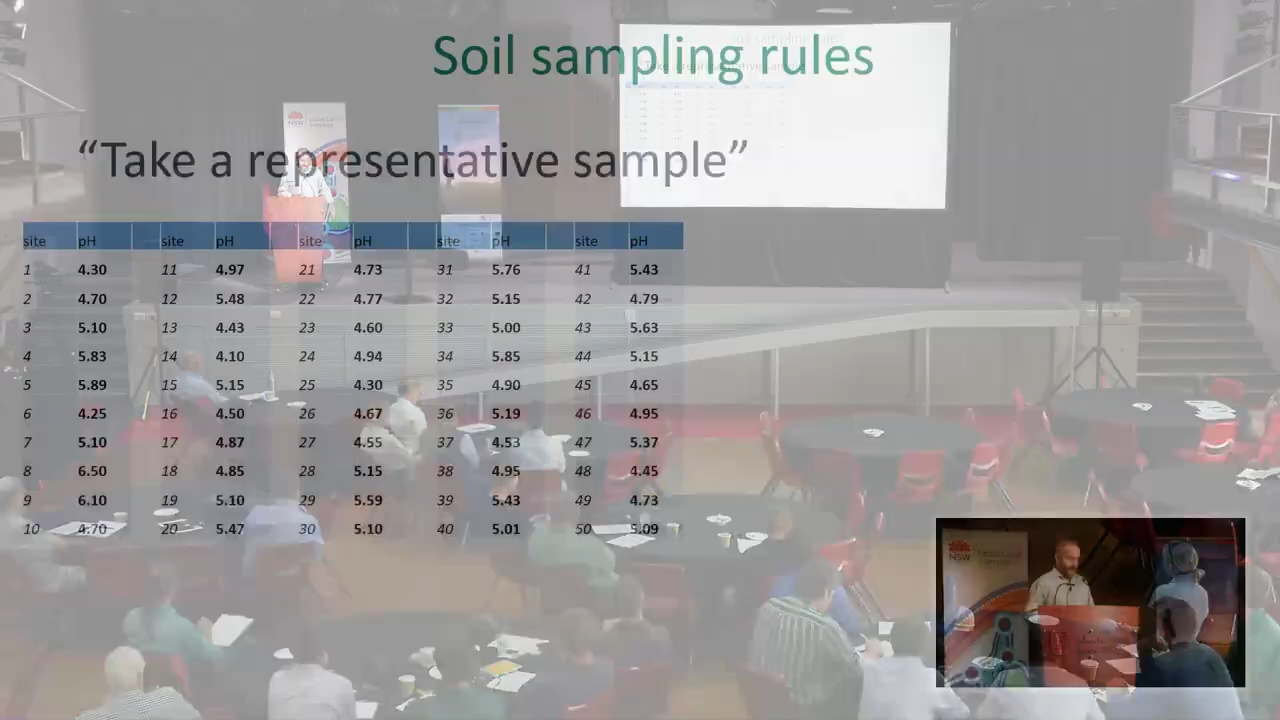 Soil sampling rules
“Take a representative sample”
site pH site pH site pH site pH site pH
1 4.30 11 4.97 21 4.73 31 5.76 41 5.43
2 4.70 12 5.48 22 4.77 32 5.15 42 4.79
3 5.10 13 4.43 23 4.60 33 5.00 43 5.63
4 5.83 14 4.10 24 4.94 34 5.85 44 5.15
5 5.89 15 5.15 25 4.30 35 4.90 45 4.65
6 4.25 16 4.50 26 4.67 36 5.19 46 4.95
7 5.10 17 4.87 27 4.55 37 4.53 47 5.37
8 6.50 18 4.85 28 5.15 38 4.95 48 4.45
9 6.10 19 5.10 29 5.59 39 5.43 49 4.73
10 4.70 20 5.47 30 5.10 40 5.01 50 5.09
NSW
NSW